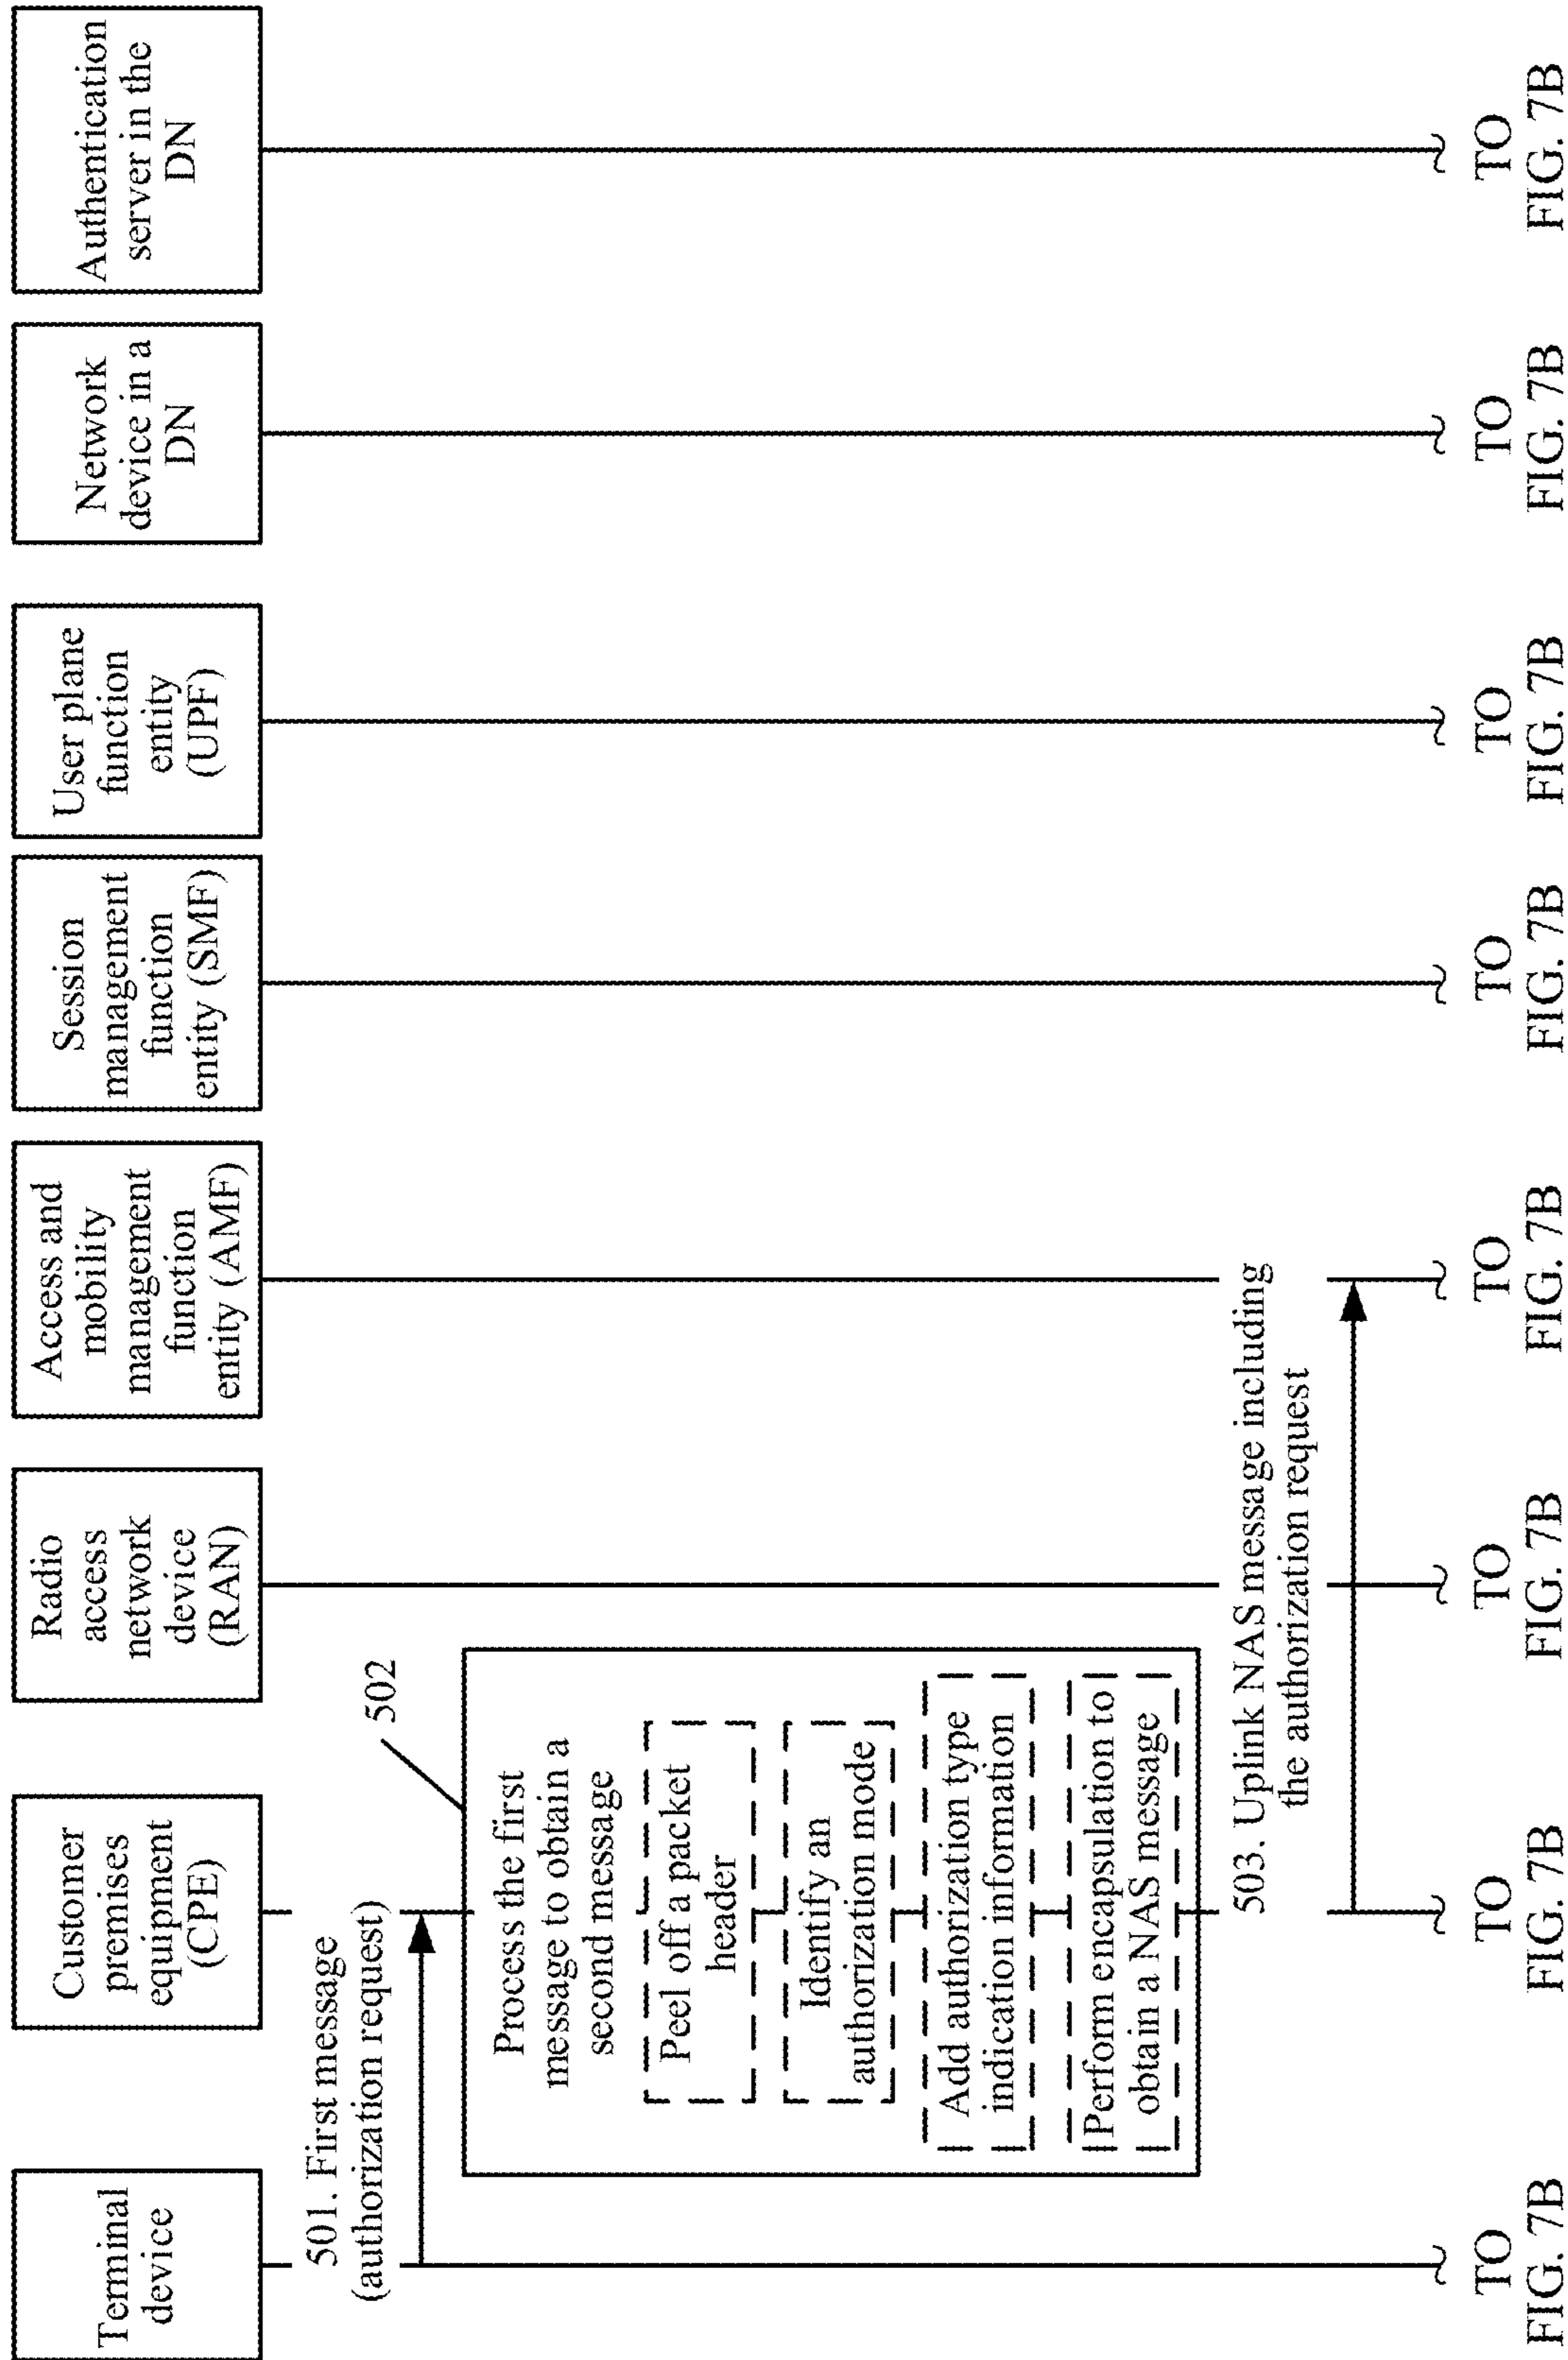 Terminal
device
Customer
premises
equipment
(CPE)
Radio
access
network
device
(RAN)
Access and
mobility
management
function
entity (AMF)
Session
management
function
entity (SMF)
User plane
function
entity
(UPF)
Network
device in a
DN
Authentication
server in the
DN
501. First message
(authorization request)
502
Process the first
message to obtain a
second message
Peel off a packet
header
Identify an
authorization mode
Add authorization type
indication information
Perform encapsulation to
obtain a NAS message
503. Uplink NAS message including
the authorization request
TO
FIG. 7B
TO
FIG. 7B
TO
FIG. 7B
TO
FIG. 7B
TO
FIG. 7B
TO
FIG. 7B
TO
FIG. 7B
TO
FIG. 7B